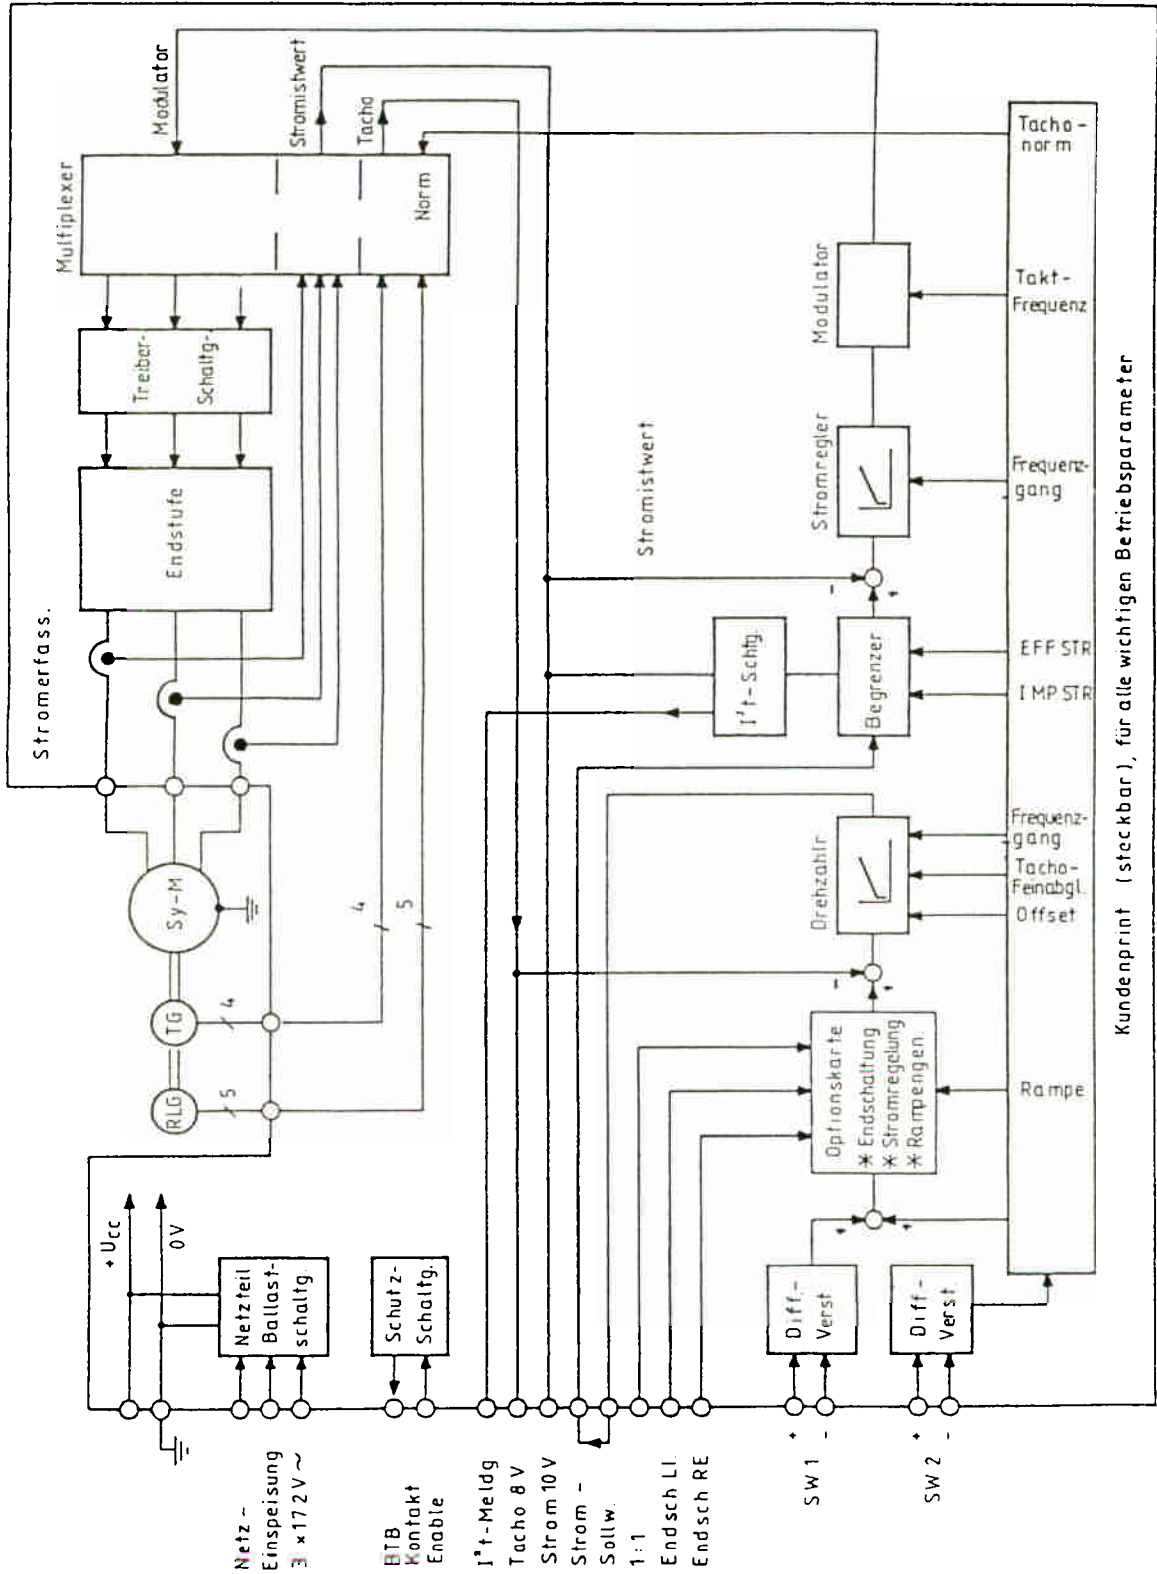 Stromerfass.
Sy-M
TG
RLG
4
5
4
5
Endstufe
Treiber-
Schaltg.
Multiplexer
Norm
Modulator
Stromistwert
Tacho
+UCC
0V
Netzteil
Ballast-
schaltg.
Schutz-
Schaltg.
Netz-
Einspeisung
3 x172V~
BTB
Kontakt
Enable
I²t-Meldg
Tacho 8V
Strom 10V
Strom-
Sollw.
1:1
Endsch LI.
Endsch RE
SW 1
+
-
SW 2
+
-
Diff.-
Verst
Diff.-
Verst.
+
+
Optionskarte
* Endschaltung
* Stromregelung
* Rampengen.
-
+
Drehzahlr.
I²t-Schtg.
Begrenzer
Stromistwert
-
+
Stromregler
Modulator
Rampe
Offset
Tacho-
Feinabgl.
Frequenz-
gang
IMP STR
EFF STR
Frequenz-
gang
Takt-
Frequenz
Tacho-
norm
Kundenprint (steckbar), für alle wichtigen Betriebsparameter